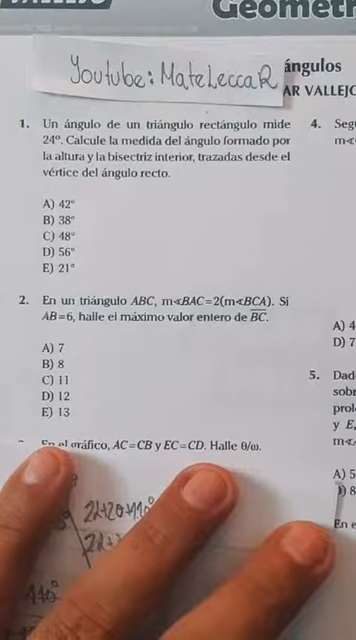 Geometr
Youtube: MateLeccaR
ángulos
AR VALLEJO
1. Un ángulo de un triángulo rectángulo mide
24°. Calcule la medida del ángulo formado por
la altura y la bisectriz interior, trazadas desde el
vértice del ángulo recto.
A) 42°
B) 38°
C) 48°
D) 56°
E) 21°
2. En un triángulo ABC, m∢BAC=2(m∢BCA). Si
AB=6, halle el máximo valor entero de BC.
A) 7
B) 8
C) 11
D) 12
E) 13
En el gráfico, AC=CB y EC=CD. Halle θ/ω.
4. Seg
m∢
A) 4
D) 7
5. Dad
sobr
prol
y E,
m∢
A) 5
D) 8
En e
110°